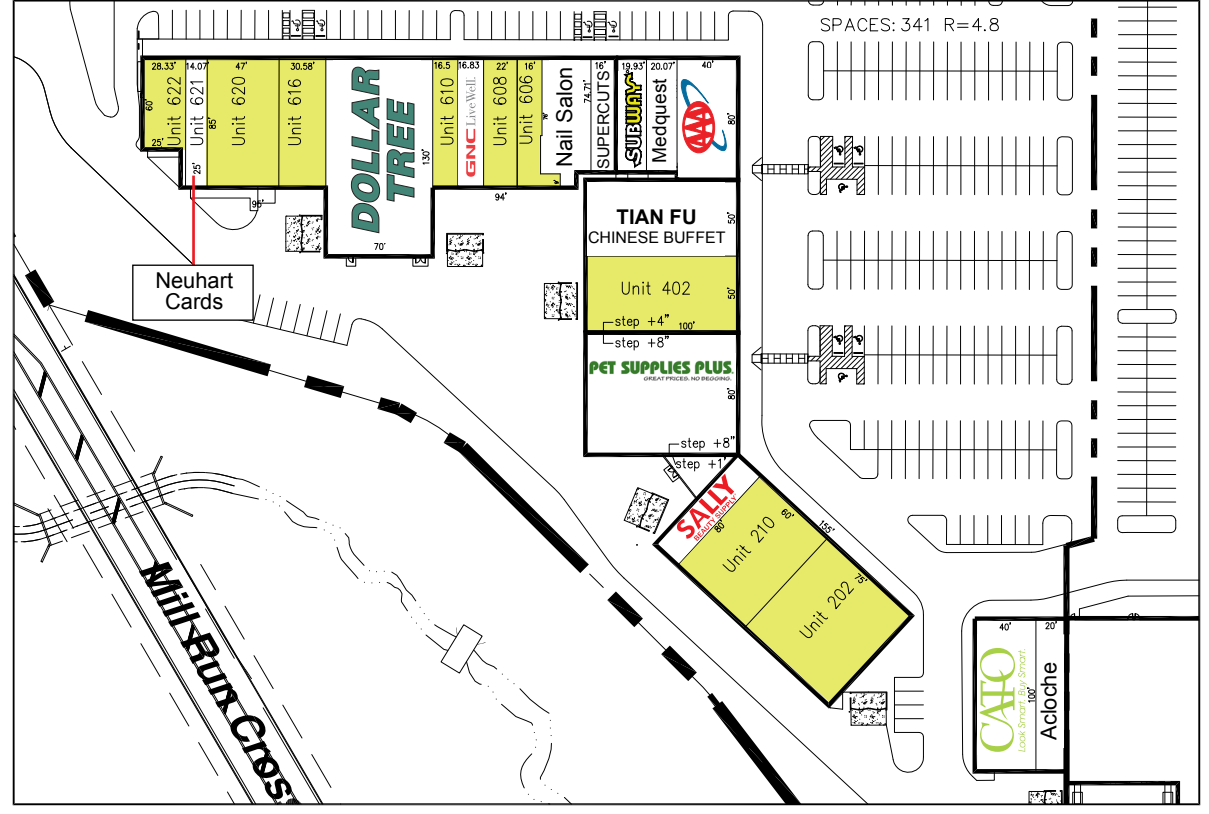 SPACES: 341 R=4.8
28.33'
14.07'
47'
30.58'
16.5
16.83
22'
16'
16'
19.93'
20.07'
40'
60'
25'
Unit 622
Unit 621
25'
85'
Unit 620
Unit 616
DOLLAR
TREE
130'
70'
Unit 610
GNC LiveWell.
Unit 608
Unit 606
Nail Salon
74.71'
SUPERCUTS
SUBWAY
Medquest
AAA
80'
95'
94'
Neuhart
Cards
TIAN FU
CHINESE BUFFET
50'
Unit 402
50'
step +4"
100'
step +8"
PET SUPPLIES PLUS.
GREAT PRICES. NO BEGGING.
80'
step +8"
step +1'
SALLY
BEAUTY SUPPLY
80'
Unit 210
60'
155'
Unit 202
75'
40'
20'
CATO
Look Smart. Buy Smart.
100'
Acloche
Mill Run Cros